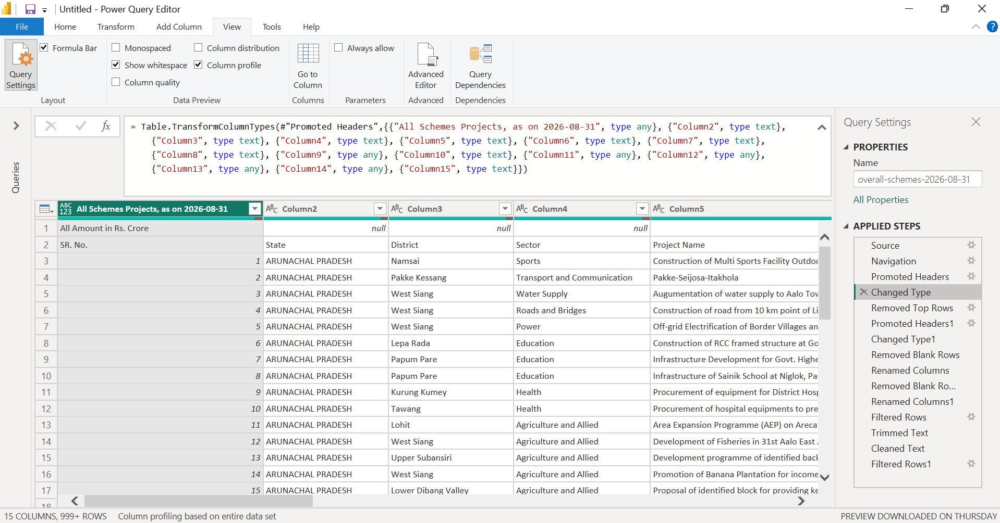 Untitled - Power Query Editor
File Home Transform Add Column View Tools Help
Query Settings
Formula Bar
Layout
Monospaced
Show whitespace
Column quality
Column distribution
Column profile
Data Preview
Go to Column
Columns
Always allow
Parameters
Advanced Editor
Advanced
Query Dependencies
Dependencies
Queries
fx
= Table.TransformColumnTypes(#"Promoted Headers",{{"All Schemes Projects, as on 2026-08-31", type any}, {"Column2", type text},
{"Column3", type text}, {"Column4", type text}, {"Column5", type text}, {"Column6", type text}, {"Column7", type text},
{"Column8", type text}, {"Column9", type any}, {"Column10", type text}, {"Column11", type any}, {"Column12", type any},
{"Column13", type any}, {"Column14", type any}, {"Column15", type text}})
ABC 123 All Schemes Projects, as on 2026-08-31 ABC Column2 ABC Column3 ABC Column4 ABC Column5
1 All Amount in Rs. Crore null null null
2 SR. No. State District Sector Project Name
3 1 ARUNACHAL PRADESH Namsai Sports Construction of Multi Sports Facility Outdoo
4 2 ARUNACHAL PRADESH Pakke Kessang Transport and Communication Pakke-Seijosa-Itakhola
5 3 ARUNACHAL PRADESH West Siang Water Supply Augumentation of water supply to Aalo Tow
6 4 ARUNACHAL PRADESH West Siang Roads and Bridges Construction of road from 10 km point of Li
7 5 ARUNACHAL PRADESH West Siang Power Off-grid Electrification of Border Villages an
8 6 ARUNACHAL PRADESH Lepa Rada Education Construction of RCC framed structure at Go
9 7 ARUNACHAL PRADESH Papum Pare Education Infrastructure Development for Govt. Highe
10 8 ARUNACHAL PRADESH Papum Pare Education Infrastructure of Sainik School at Niglok, Pa
11 9 ARUNACHAL PRADESH Kurung Kumey Health Procurement of equipment for District Hosp
12 10 ARUNACHAL PRADESH Tawang Health Procurement of hospital equipments to pre
13 11 ARUNACHAL PRADESH Lohit Agriculture and Allied Area Expansion Programme (AEP) on Areca
14 12 ARUNACHAL PRADESH West Siang Agriculture and Allied Development of Fisheries in 31st Aalo East
15 13 ARUNACHAL PRADESH Upper Subansiri Agriculture and Allied Development programme of identified back
16 14 ARUNACHAL PRADESH West Siang Agriculture and Allied Promotion of Banana Plantation for income
17 15 ARUNACHAL PRADESH Lower Dibang Valley Agriculture and Allied Proposal of identified block for providing ke
18
Query Settings
PROPERTIES
Name
overall-schemes-2026-08-31
All Properties
APPLIED STEPS
Source
Navigation
Promoted Headers
Changed Type
Removed Top Rows
Promoted Headers1
Changed Type1
Removed Blank Rows
Renamed Columns
Removed Blank Ro...
Renamed Columns1
Filtered Rows
Trimmed Text
Cleaned Text
Filtered Rows1
15 COLUMNS, 999+ ROWS Column profiling based on entire data set PREVIEW DOWNLOADED ON THURSDAY